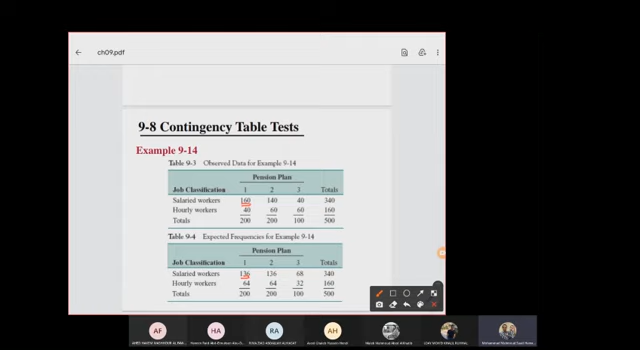 ch09.pdf
9-8 Contingency Table Tests
Example 9-14
Table 9-3 Observed Data for Example 9-14
Pension Plan
Job Classification 1 2 3 Totals
Salaried workers 160 140 40 340
Hourly workers 40 60 60 160
Totals 200 200 100 500
Table 9-4 Expected Frequencies for Example 9-14
Pension Plan
Job Classification 1 2 3 Totals
Salaried workers 136 136 68 340
Hourly workers 64 64 32 160
Totals 200 200 100 500
AF
HA
RA
AH